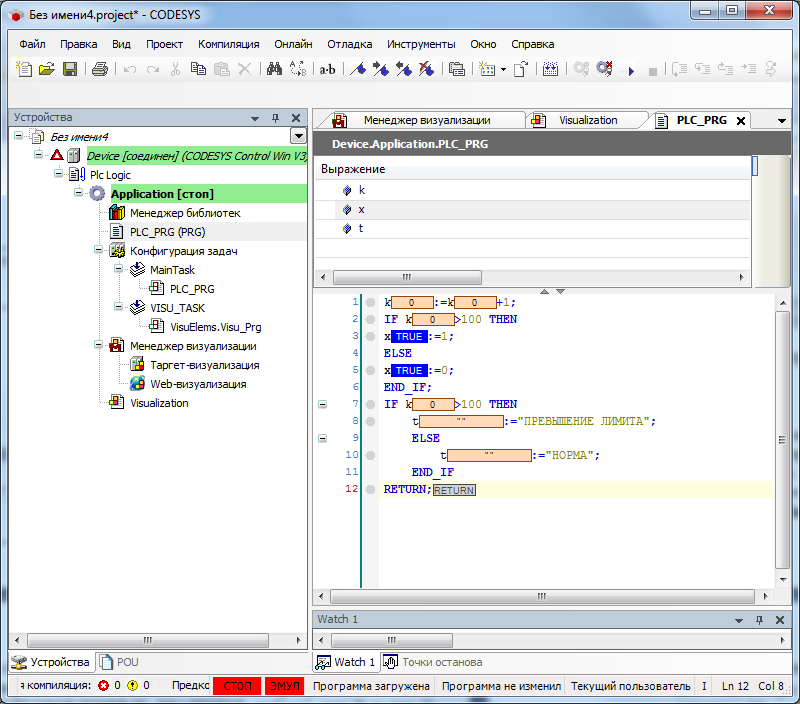 Без имени4.project* - CODESYS
Файл Правка Вид Проект Компиляция Онлайн Отладка Инструменты Окно Справка
a·b
Устройства
Без имени4
Device [соединен] (CODESYS Control Win V3)
Plc Logic
Application [стоп]
Менеджер библиотек
PLC_PRG (PRG)
Конфигурация задач
MainTask
PLC_PRG
VISU_TASK
VisuElems.Visu_Prg
Менеджер визуализации
Таргет-визуализация
Web-визуализация
Visualization
Устройства POU
Менеджер визуализации Visualization PLC_PRG
Device.Application.PLC_PRG
Выражение
k
x
t
1 k 0 :=k 0 +1;
2 IF k 0 >100 THEN
3 x TRUE :=1;
4 ELSE
5 x TRUE :=0;
6 END_IF;
7 IF k 0 >100 THEN
8 t "" :="ПРЕВЫШЕНИЕ ЛИМИТА";
9 ELSE
10 t "" :="НОРМА";
11 END_IF
12 RETURN; RETURN
Watch 1
Watch 1 Точки останова
я компиляция: 0 0 Предко СТОП ЭМУЛ Программа загружена Программа не изменил Текущий пользователь I Ln 12 Col 8